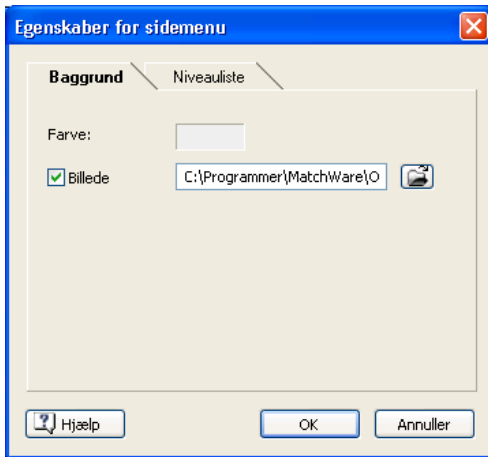 Egenskaber for sidemenu
Baggrund Niveauliste
Farve:
Billede C:\Programmer\MatchWare\O
Hjælp OK Annuller